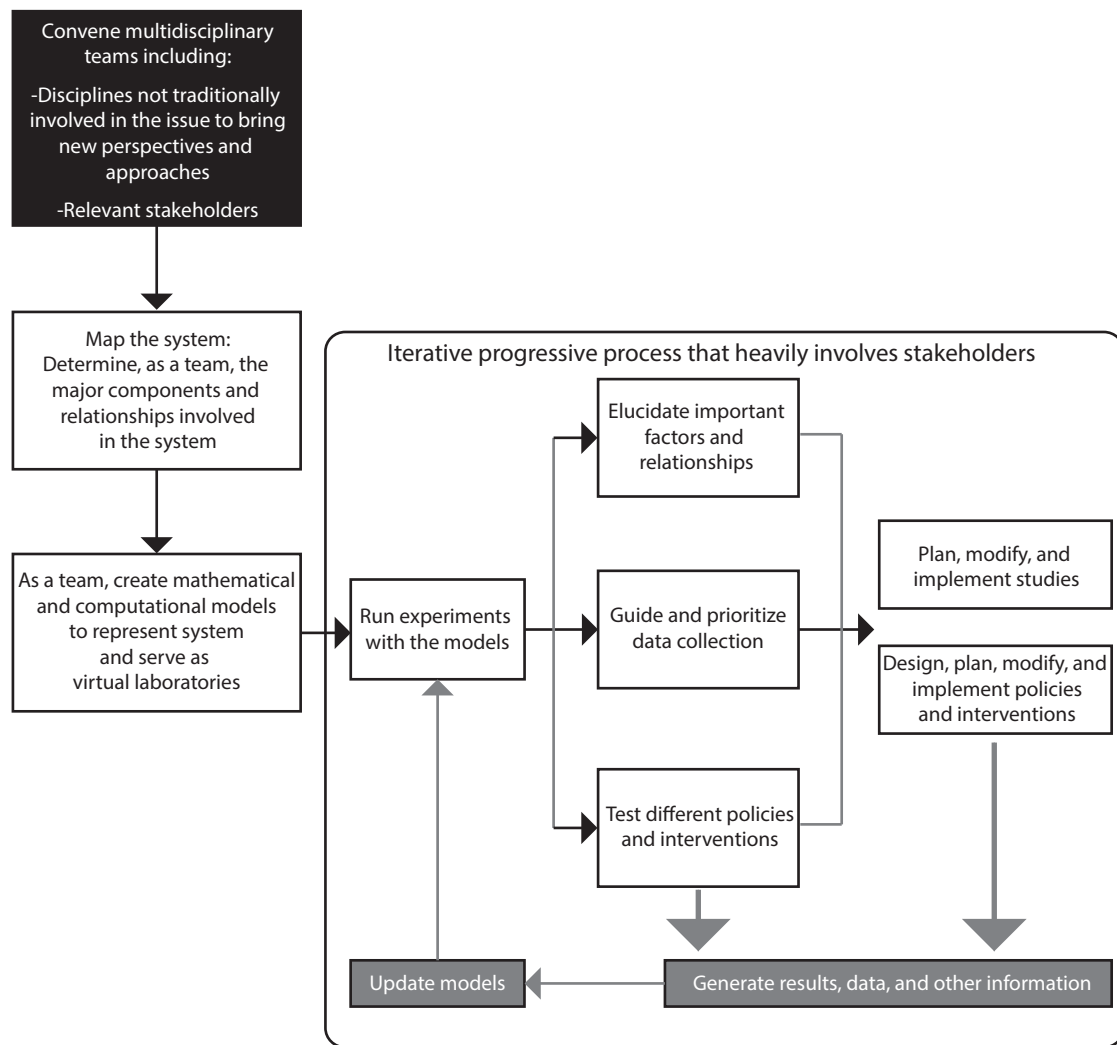 Convene multidisciplinary
teams including:
-Disciplines not traditionally
involved in the issue to bring
new perspectives and
approaches
-Relevant stakeholders
Map the system:
Determine, as a team, the
major components and
relationships involved
in the system
As a team, create mathematical
and computational models
to represent system
and serve as
virtual laboratories
Iterative progressive process that heavily involves stakeholders
Run experiments
with the models
Elucidate important
factors and
relationships
Guide and prioritize
data collection
Test different policies
and interventions
Plan, modify, and
implement studies
Design, plan, modify, and
implement policies
and interventions
Generate results, data, and other information
Update models